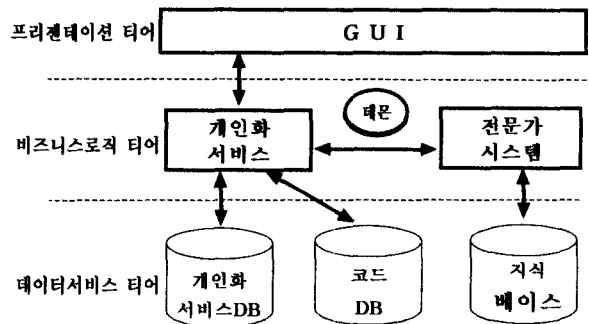 프리젠테이션 티어
G U I
비즈니스로직 티어
개인화
서비스
데몬
전문가
시스템
데이터서비스 티어
개인화
서비스DB
코드
DB
지식
베이스